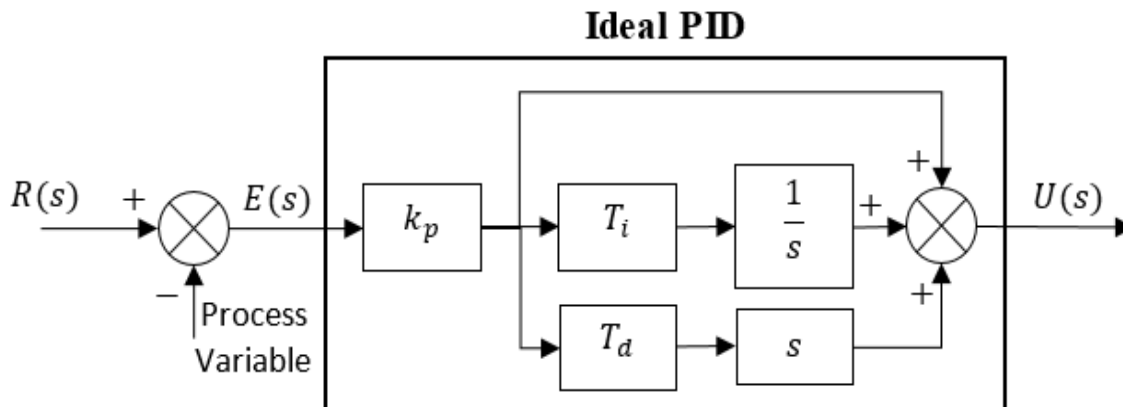 Ideal PID
R(s)
+
E(s)
k_p
T_i
1
s
+
+
U(s)
−
Process
Variable
T_d
s
+